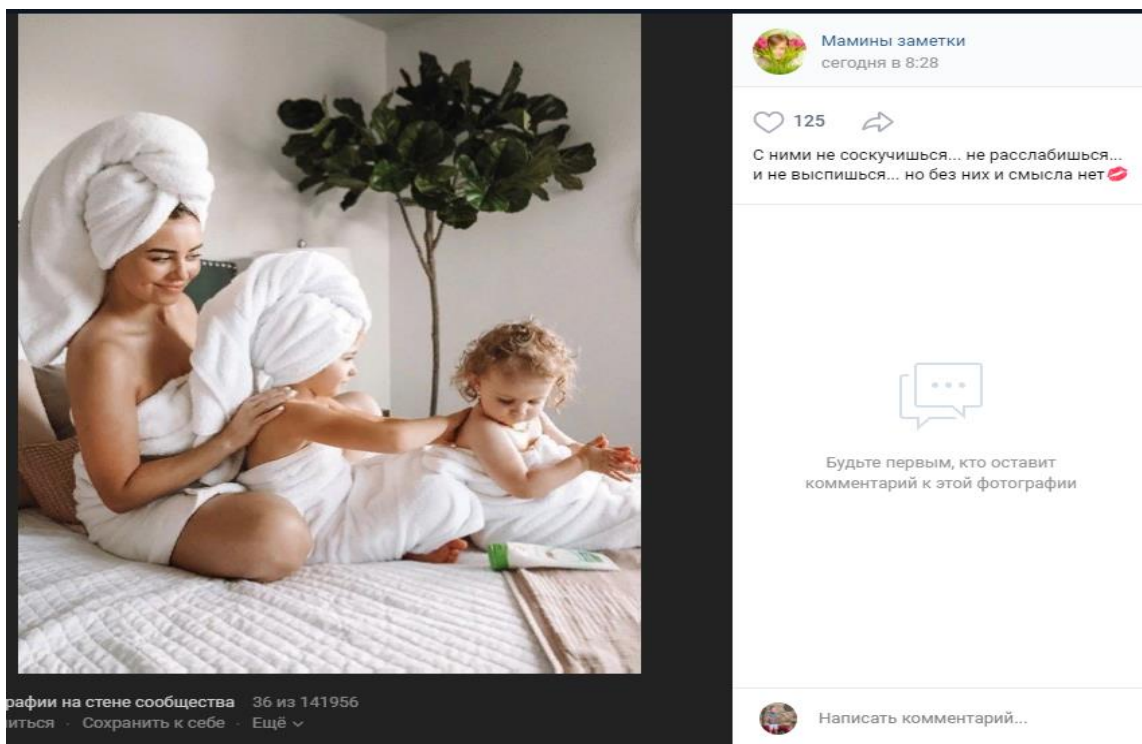 Мамины заметки
сегодня в 8:28
125
С ними не соскучишься... не расслабишься...
и не выспишься... но без них и смысла нет💋
Будьте первым, кто оставит
комментарий к этой фотографии
рафии на стене сообщества 36 из 141956
иться · Сохранить к себе · Ещё
Написать комментарий...